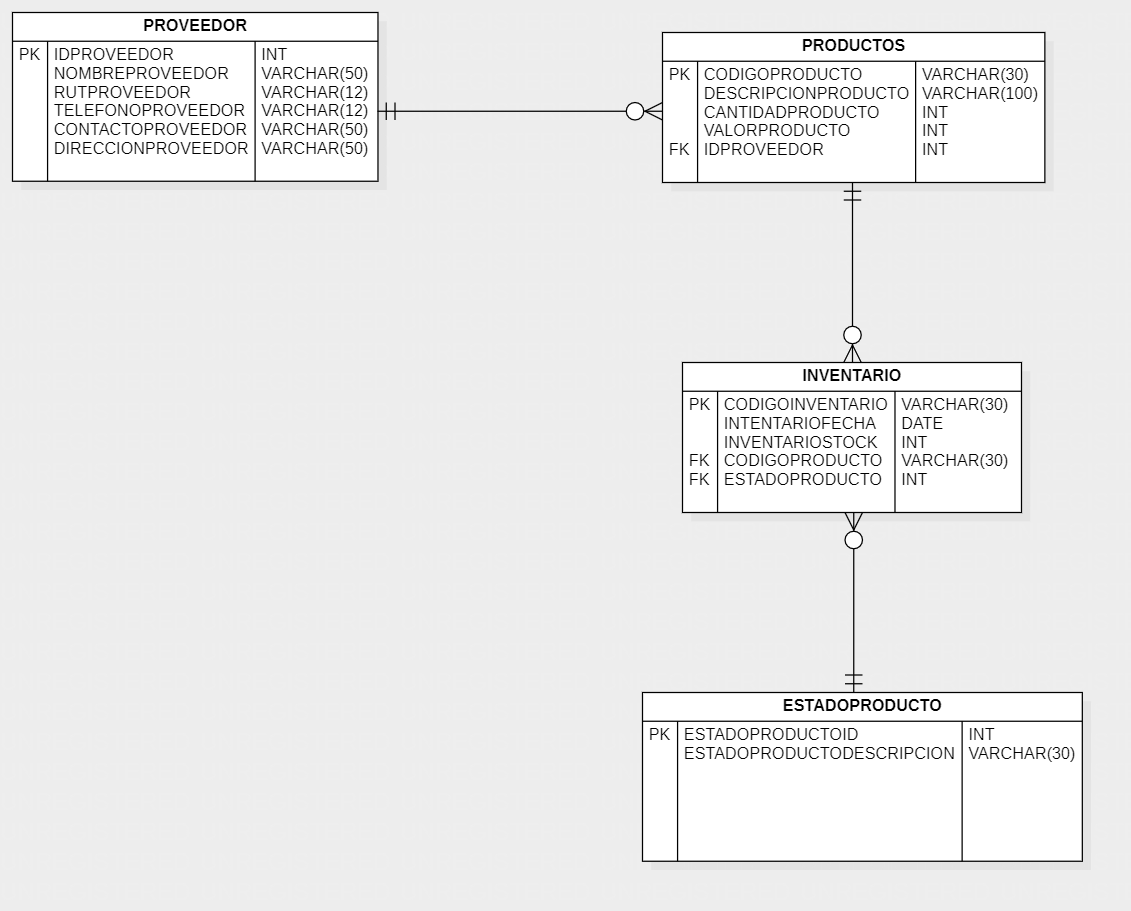 PROVEEDOR
PK IDPROVEEDOR INT
NOMBREPROVEEDOR VARCHAR(50)
RUTPROVEEDOR VARCHAR(12)
TELEFONOPROVEEDOR VARCHAR(12)
CONTACTOPROVEEDOR VARCHAR(50)
DIRECCIONPROVEEDOR VARCHAR(50)
PRODUCTOS
PK CODIGOPRODUCTO VARCHAR(30)
DESCRIPCIONPRODUCTO VARCHAR(100)
CANTIDADPRODUCTO INT
VALORPRODUCTO INT
FK IDPROVEEDOR INT
INVENTARIO
PK CODIGOINVENTARIO VARCHAR(30)
INTENTARIOFECHA DATE
INVENTARIOSTOCK INT
FK CODIGOPRODUCTO VARCHAR(30)
FK ESTADOPRODUCTO INT
ESTADOPRODUCTO
PK ESTADOPRODUCTOID INT
ESTADOPRODUCTODESCRIPCION VARCHAR(30)